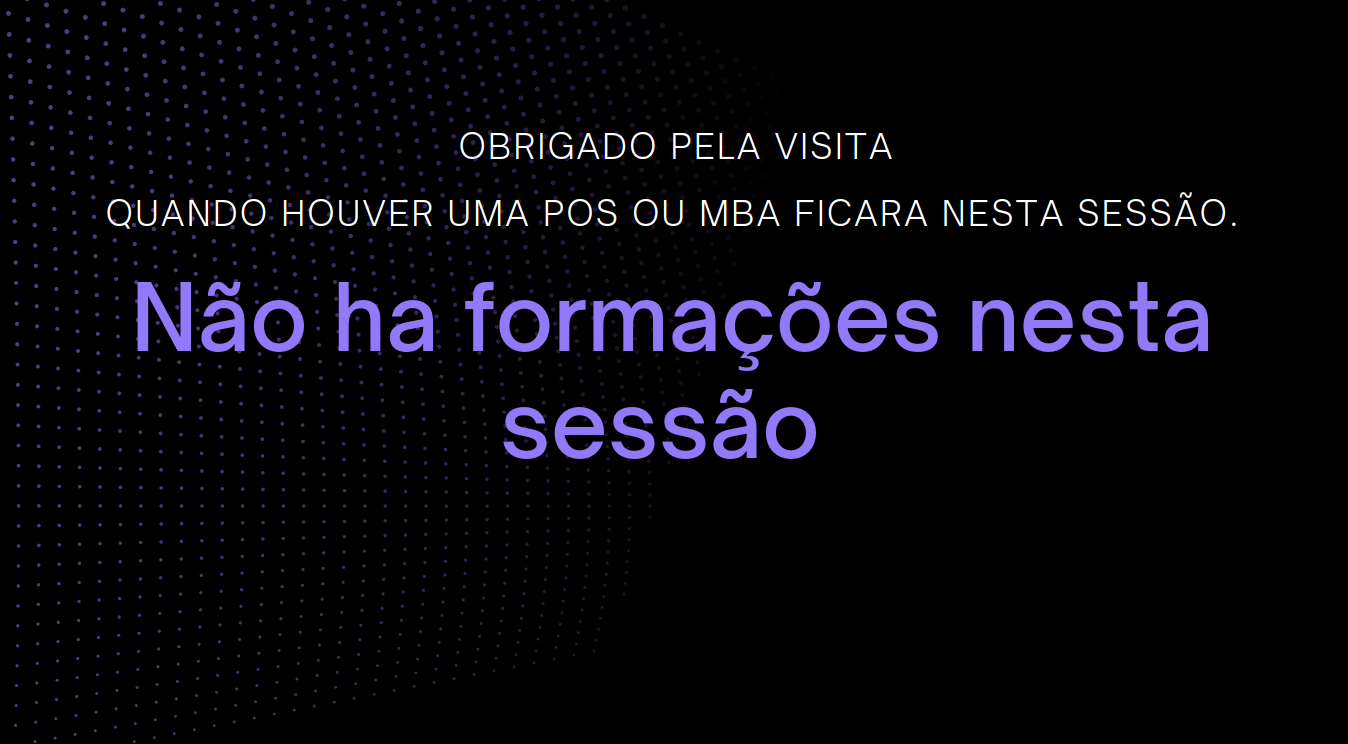 OBRIGADO PELA VISITA
QUANDO HOUVER UMA POS OU MBA FICARA NESTA SESSÃO.
Não ha formações nesta
sessão